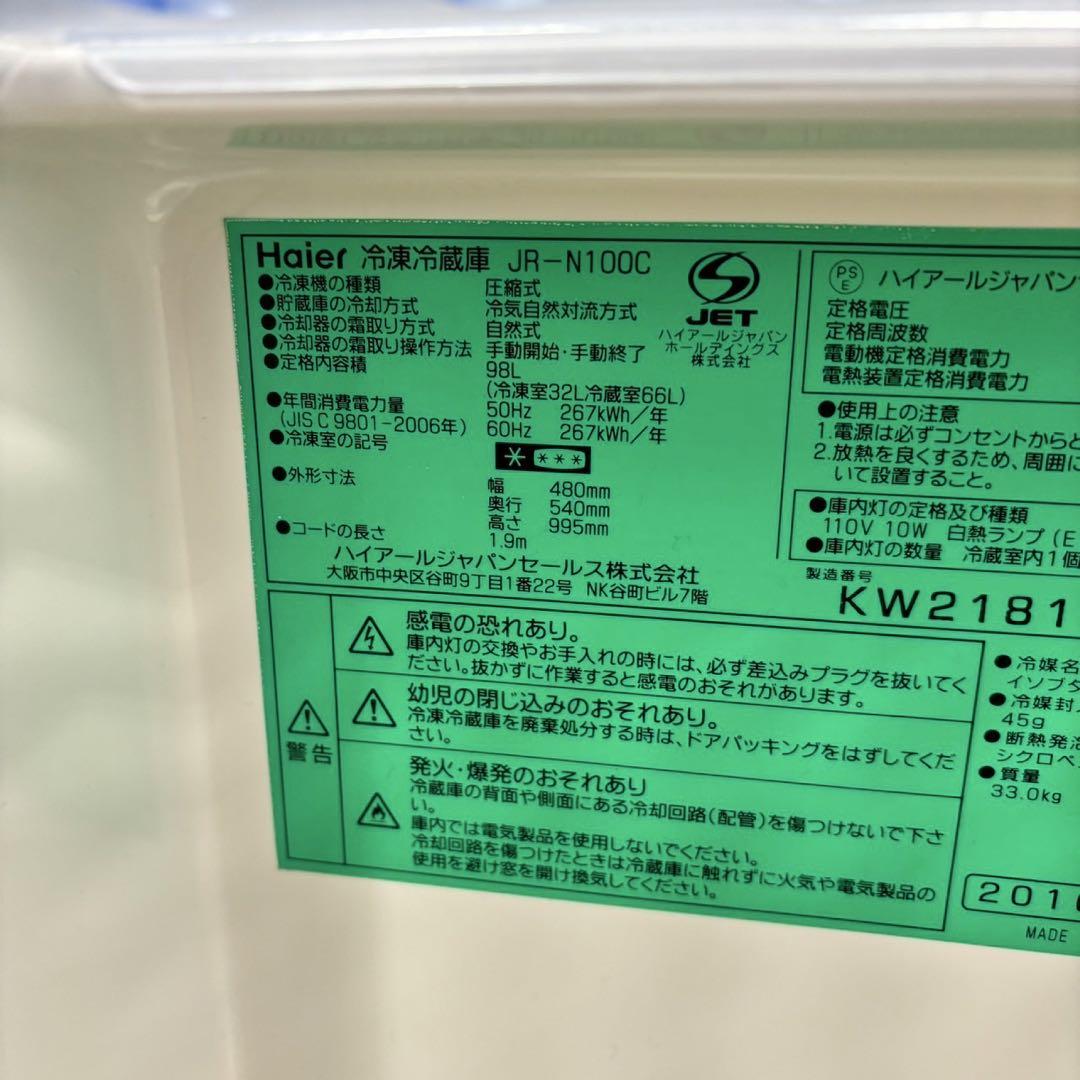 Haier 冷凍冷蔵庫 JR-N100C
●冷凍機の種類 圧縮式
●貯蔵庫の冷却方式 冷気自然対流方式
●冷却器の霜取り方式 自然式
●冷却器の霜取り操作方法 手動開始・手動終了
●定格内容積 98L
(冷凍室32L冷蔵室66L)
●年間消費電力量 50Hz 267kWh/年
(JIS C 9801-2006年) 60Hz 267kWh/年
●冷凍室の記号
●外形寸法 幅 480mm
奥行 540mm
高さ 995mm
●コードの長さ 1.9m
ハイアールジャパンセールス株式会社
大阪市中央区谷町9丁目1番22号 NK谷町ビル7階
JET
ハイアールジャパン
ホールディングス
株式会社
PS
E
ハイアールジャパン
定格電圧
定格周波数
電動機定格消費電力
電熱装置定格消費電力
●使用上の注意
1.電源は必ずコンセントからと
2.放熱を良くするため、周囲に
いて設置すること。
●庫内灯の定格及び種類
110V 10W 白熱ランプ(E
●庫内灯の数量 冷蔵室内1個
製造番号
KW2181
警告
感電の恐れあり。
庫内灯の交換やお手入れの時には、必ず差込みプラグを抜いてく
ださい。抜かずに作業すると感電のおそれがあります。
幼児の閉じ込みのおそれあり。
冷凍冷蔵庫を廃棄処分する時は、ドアパッキングをはずしてくだ
さい。
発火・爆発のおそれあり
冷蔵庫の背面や側面にある冷却回路(配管)を傷つけないで下さ
い。
庫内では電気製品を使用しないでください。
冷却回路を傷つけたときは冷蔵庫に触れずに火気や電気製品の
使用を避け窓を開け換気してください。
●冷媒名
イソブタ
●冷媒封入
45g
●断熱発泡
シクロペン
●質量
33.0kg
201
MADE